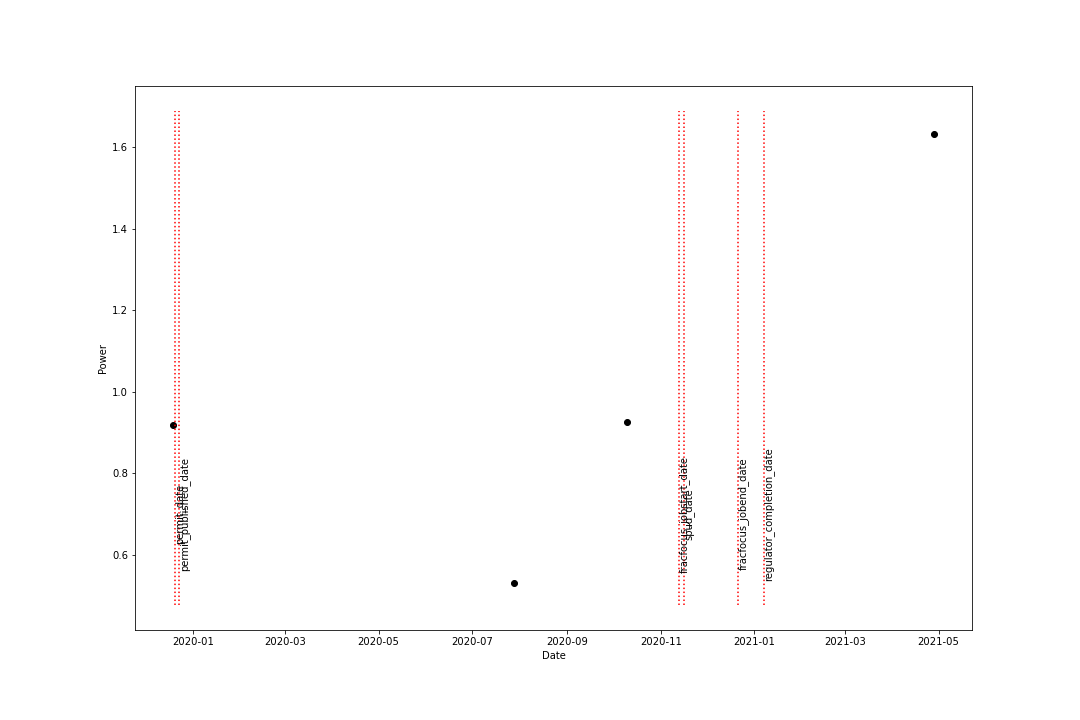 1.6
1.4
1.2
1.0
0.8
0.6
Power
permit_date
permit_published_date
fracfocus_jobstart_date
spud_date
fracfocus_jobend_date
regulator_completion_date
2020-01
2020-03
2020-05
2020-07
2020-09
2020-11
2021-01
2021-03
2021-05
Date